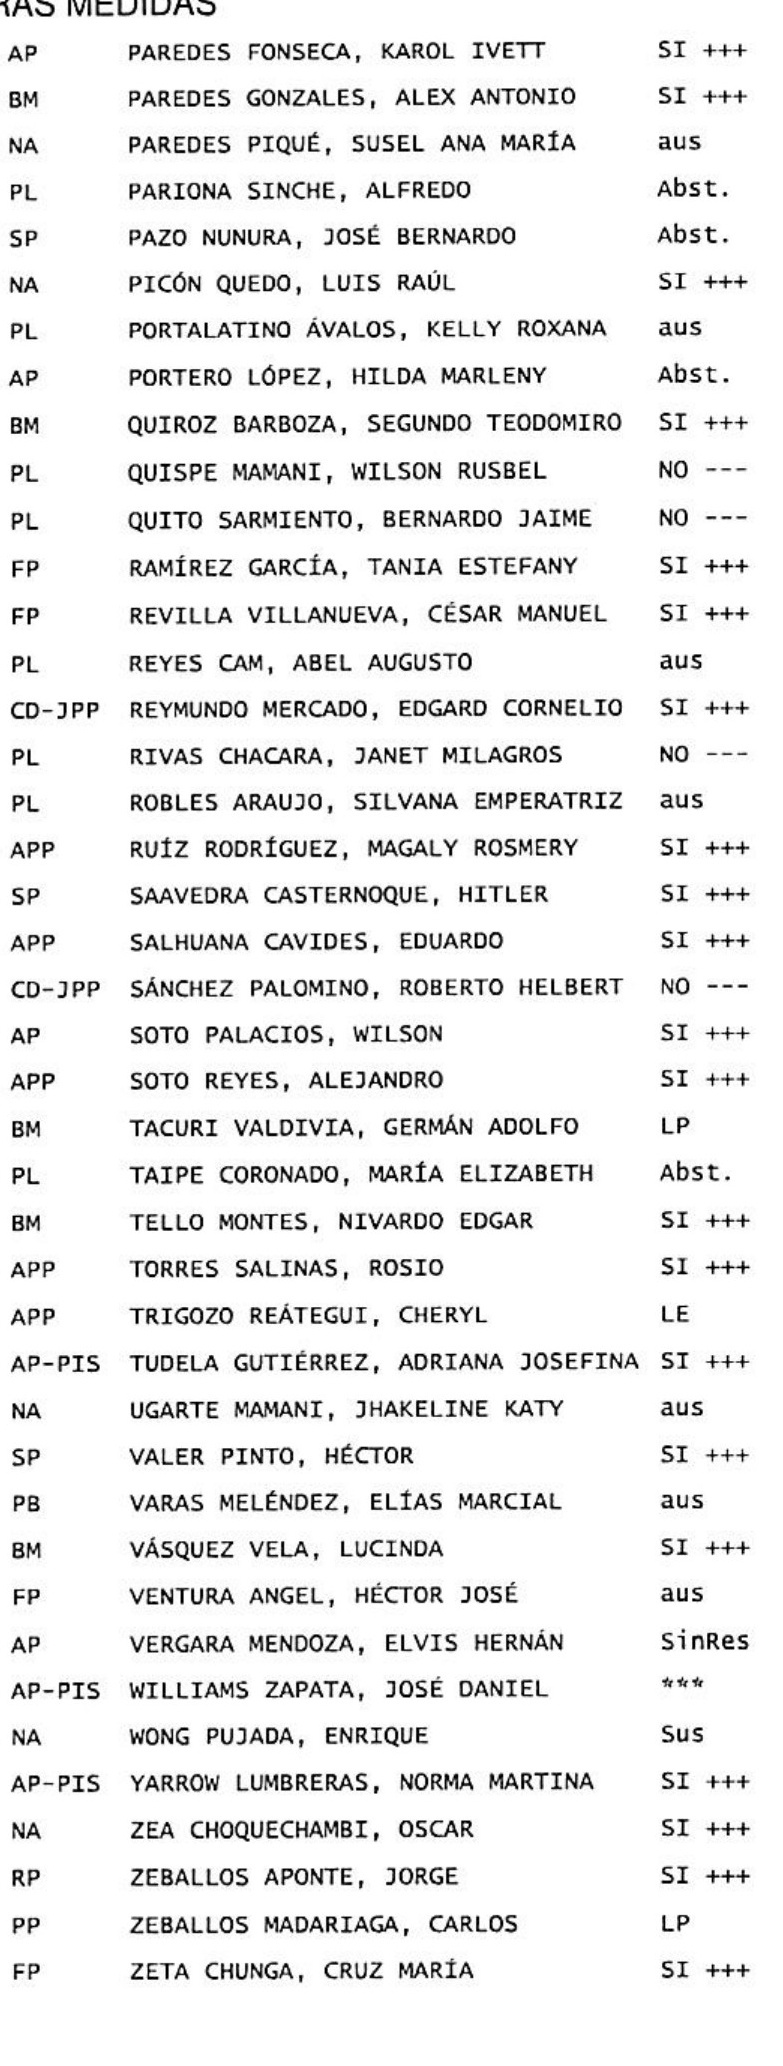 RAS MEDIDAS
AP PAREDES FONSECA, KAROL IVETT SI +++
BM PAREDES GONZALES, ALEX ANTONIO SI +++
NA PAREDES PIQUÉ, SUSEL ANA MARÍA aus
PL PARIONA SINCHE, ALFREDO Abst.
SP PAZO NUNURA, JOSÉ BERNARDO Abst.
NA PICÓN QUEDO, LUIS RAÚL SI +++
PL PORTALATINO ÁVALOS, KELLY ROXANA aus
AP PORTERO LÓPEZ, HILDA MARLENY Abst.
BM QUIROZ BARBOZA, SEGUNDO TEODOMIRO SI +++
PL QUISPE MAMANI, WILSON RUSBEL NO ---
PL QUITO SARMIENTO, BERNARDO JAIME NO ---
FP RAMÍREZ GARCÍA, TANIA ESTEFANY SI +++
FP REVILLA VILLANUEVA, CÉSAR MANUEL SI +++
PL REYES CAM, ABEL AUGUSTO aus
CD-JPP REYMUNDO MERCADO, EDGARD CORNELIO SI +++
PL RIVAS CHACARA, JANET MILAGROS NO ---
PL ROBLES ARAUJO, SILVANA EMPERATRIZ aus
APP RUÍZ RODRÍGUEZ, MAGALY ROSMERY SI +++
SP SAAVEDRA CASTERNOQUE, HITLER SI +++
APP SALHUANA CAVIDES, EDUARDO SI +++
CD-JPP SÁNCHEZ PALOMINO, ROBERTO HELBERT NO ---
AP SOTO PALACIOS, WILSON SI +++
APP SOTO REYES, ALEJANDRO SI +++
BM TACURI VALDIVIA, GERMÁN ADOLFO LP
PL TAIPE CORONADO, MARÍA ELIZABETH Abst.
BM TELLO MONTES, NIVARDO EDGAR SI +++
APP TORRES SALINAS, ROSIO SI +++
APP TRIGOZO REÁTEGUI, CHERYL LE
AP-PIS TUDELA GUTIÉRREZ, ADRIANA JOSEFINA SI +++
NA UGARTE MAMANI, JHAKELINE KATY aus
SP VALER PINTO, HÉCTOR SI +++
PB VARAS MELÉNDEZ, ELÍAS MARCIAL aus
BM VÁSQUEZ VELA, LUCINDA SI +++
FP VENTURA ANGEL, HÉCTOR JOSÉ aus
AP VERGARA MENDOZA, ELVIS HERNÁN SinRes
AP-PIS WILLIAMS ZAPATA, JOSÉ DANIEL ***
NA WONG PUJADA, ENRIQUE Sus
AP-PIS YARROW LUMBRERAS, NORMA MARTINA SI +++
NA ZEA CHOQUECHAMBI, OSCAR SI +++
RP ZEBALLOS APONTE, JORGE SI +++
PP ZEBALLOS MADARIAGA, CARLOS LP
FP ZETA CHUNGA, CRUZ MARÍA SI +++